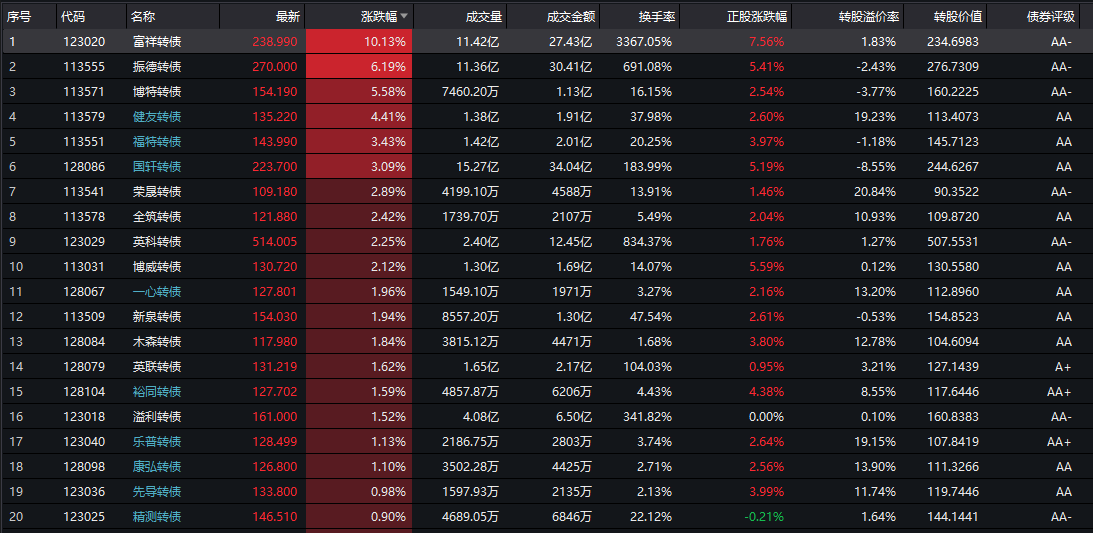 序号 代码 名称 最新 涨跌幅 成交量 成交金额 换手率 正股涨跌幅 转股溢价率 转股价值 债券评级
1 123020 富祥转债 238.990 10.13% 11.42亿 27.43亿 3367.05% 7.56% 1.83% 234.6983 AA-
2 113555 振德转债 270.000 6.19% 11.36亿 30.41亿 691.08% 5.41% -2.43% 276.7309 AA-
3 113571 博特转债 154.190 5.58% 7460.20万 1.13亿 16.15% 2.54% -3.77% 160.2225 AA-
4 113579 健友转债 135.220 4.41% 1.38亿 1.91亿 37.98% 2.60% 19.23% 113.4073 AA
5 113551 福特转债 143.990 3.43% 1.42亿 2.01亿 20.25% 3.97% -1.18% 145.7123 AA
6 128086 国轩转债 223.700 3.09% 15.27亿 34.04亿 183.99% 5.19% -8.55% 244.6267 AA
7 113541 荣晟转债 109.180 2.89% 4199.10万 4588万 13.91% 1.46% 20.84% 90.3522 AA-
8 113578 全筑转债 121.880 2.42% 1739.70万 2107万 5.49% 2.04% 10.93% 109.8720 AA
9 123029 英科转债 514.005 2.25% 2.40亿 12.45亿 834.37% 1.76% 1.27% 507.5531 AA-
10 113031 博威转债 130.720 2.12% 1.30亿 1.69亿 14.07% 5.59% 0.12% 130.5580 AA
11 128067 一心转债 127.801 1.96% 1549.10万 1971万 3.27% 2.16% 13.20% 112.8960 AA
12 113509 新泉转债 154.030 1.94% 8557.20万 1.30亿 47.54% 2.61% -0.53% 154.8523 AA
13 128084 木森转债 117.980 1.84% 3815.12万 4471万 1.68% 3.80% 12.78% 104.6094 AA
14 128079 英联转债 131.219 1.62% 1.65亿 2.17亿 104.03% 0.95% 3.21% 127.1439 A+
15 128104 裕同转债 127.702 1.59% 4857.87万 6206万 4.43% 4.38% 8.55% 117.6446 AA+
16 123018 溢利转债 161.000 1.52% 4.08亿 6.50亿 341.82% 0.00% 0.10% 160.8383 AA-
17 123040 乐普转债 128.499 1.13% 2186.75万 2803万 3.74% 2.64% 19.15% 107.8419 AA+
18 128098 康弘转债 126.800 1.10% 3502.28万 4425万 2.71% 2.56% 13.90% 111.3266 AA
19 123036 先导转债 133.800 0.98% 1597.93万 2135万 2.13% 3.99% 11.74% 119.7446 AA
20 123025 精测转债 146.510 0.90% 4689.05万 6846万 22.12% -0.21% 1.64% 144.1441 AA-